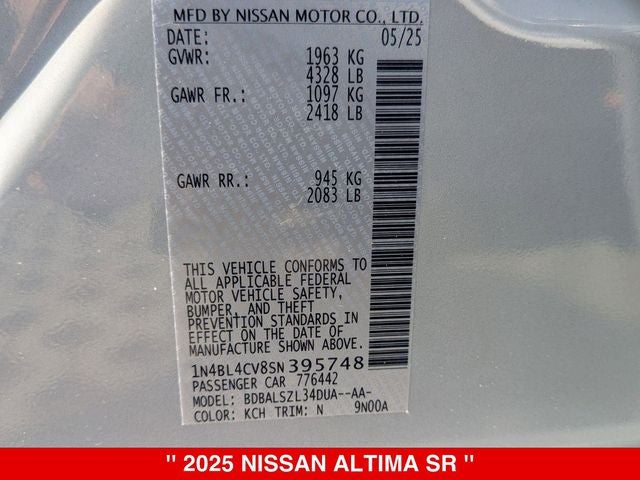 MFD BY NISSAN MOTOR CO., LTD.
DATE: 05/25
GVWR: 1963 KG
4328 LB
GAWR FR.: 1097 KG
2418 LB
GAWR RR.: 945 KG
2083 LB
THIS VEHICLE CONFORMS TO
ALL APPLICABLE FEDERAL
MOTOR VEHICLE SAFETY,
BUMPER, AND THEFT
PREVENTION STANDARDS IN
EFFECT ON THE DATE OF
MANUFACTURE SHOWN ABOVE.
1N4BL4CV8SN395748
PASSENGER CAR 776442
MODEL: BDBALSZL34DUA--AA-
COLOR: KCH TRIM: N 9N00A
" 2025 NISSAN ALTIMA SR "